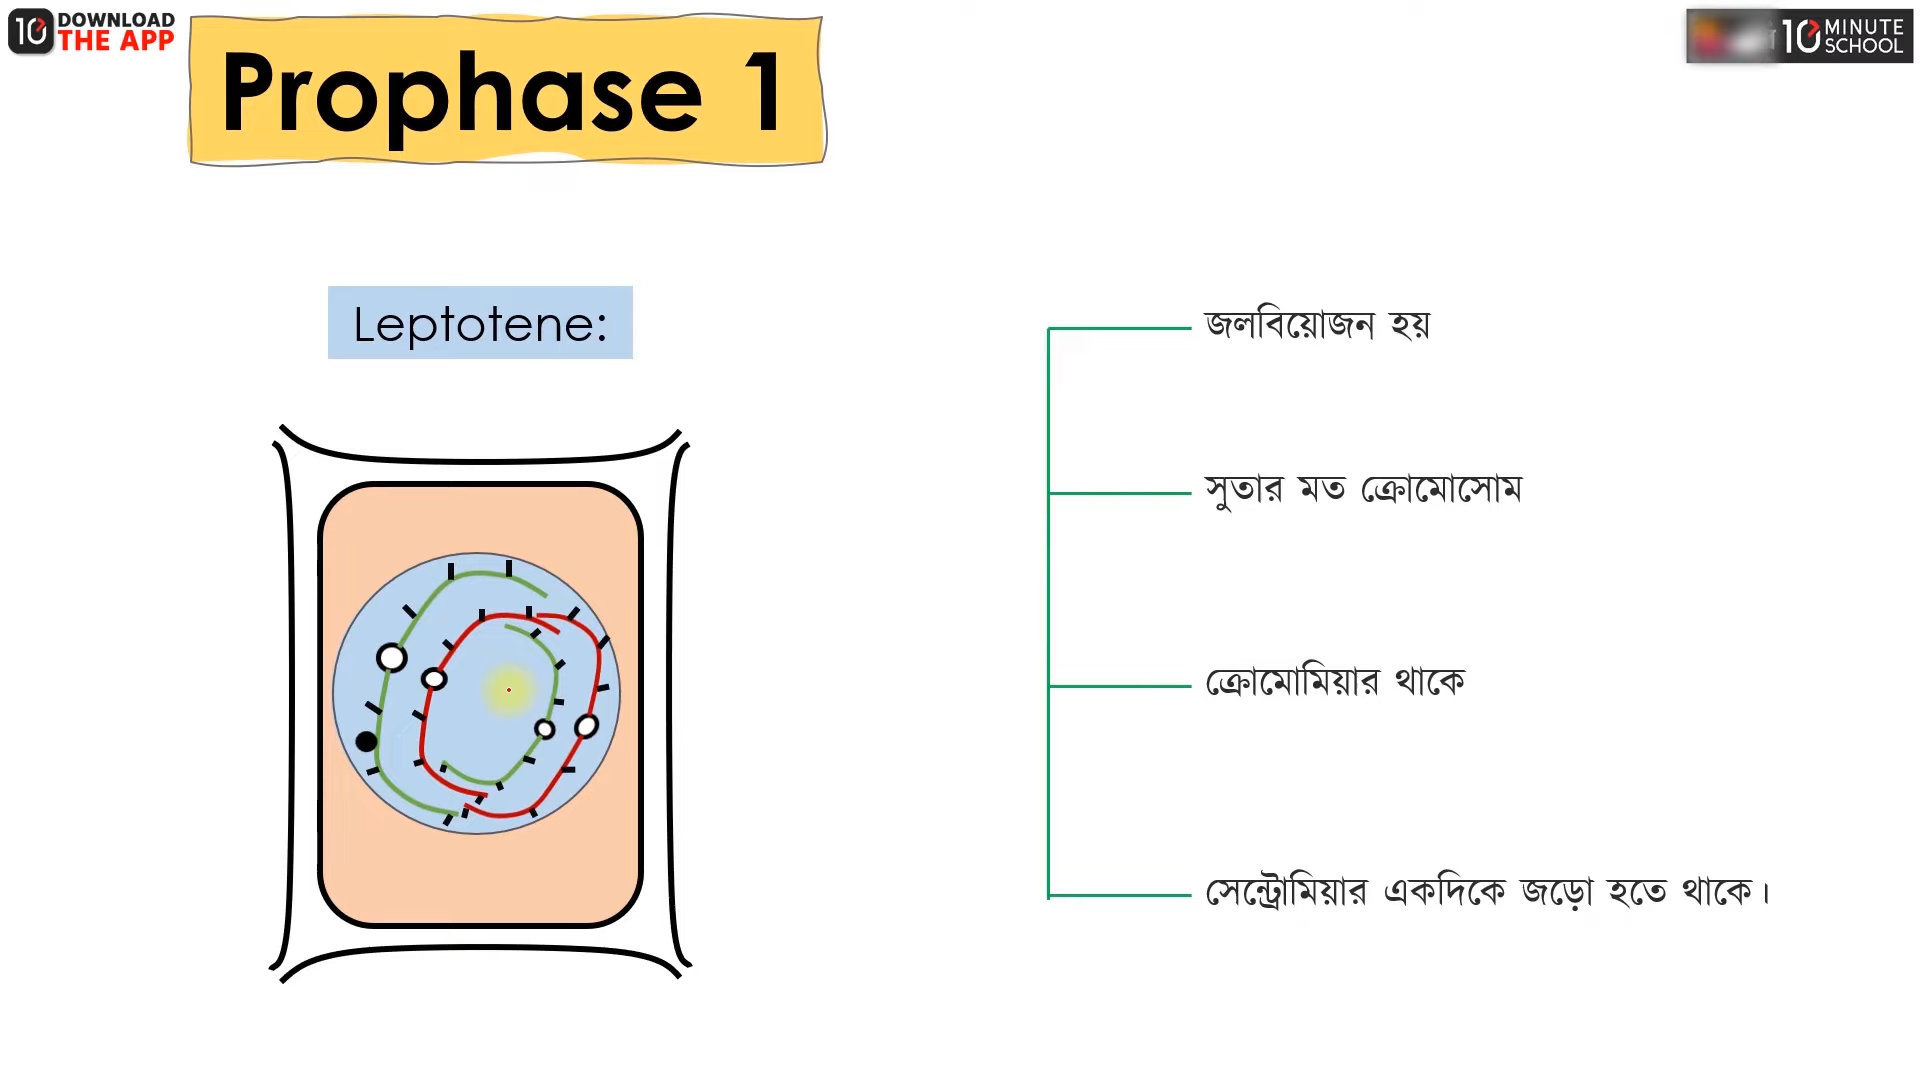 10 DOWNLOAD
THE APP
10 MINUTE
SCHOOL
Prophase 1
Leptotene:
জলবিয়োজন হয়
সুতার মত ক্রোমোসোম
ক্রোমোমিয়ার থাকে
সেন্ট্রোমিয়ার একদিকে জড়ো হতে থাকে।